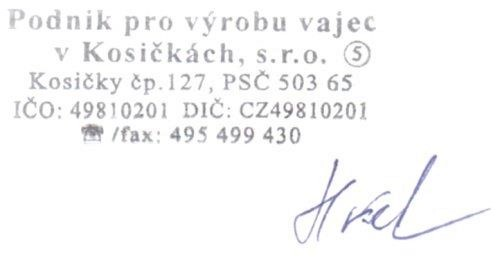 Podnik pro výrobu vajec
v Kosičkách, s.r.o. ⑤
Kosičky čp.127, PSČ 503 65
IČO: 49810201 DIČ: CZ49810201
☎ /fax: 495 499 430